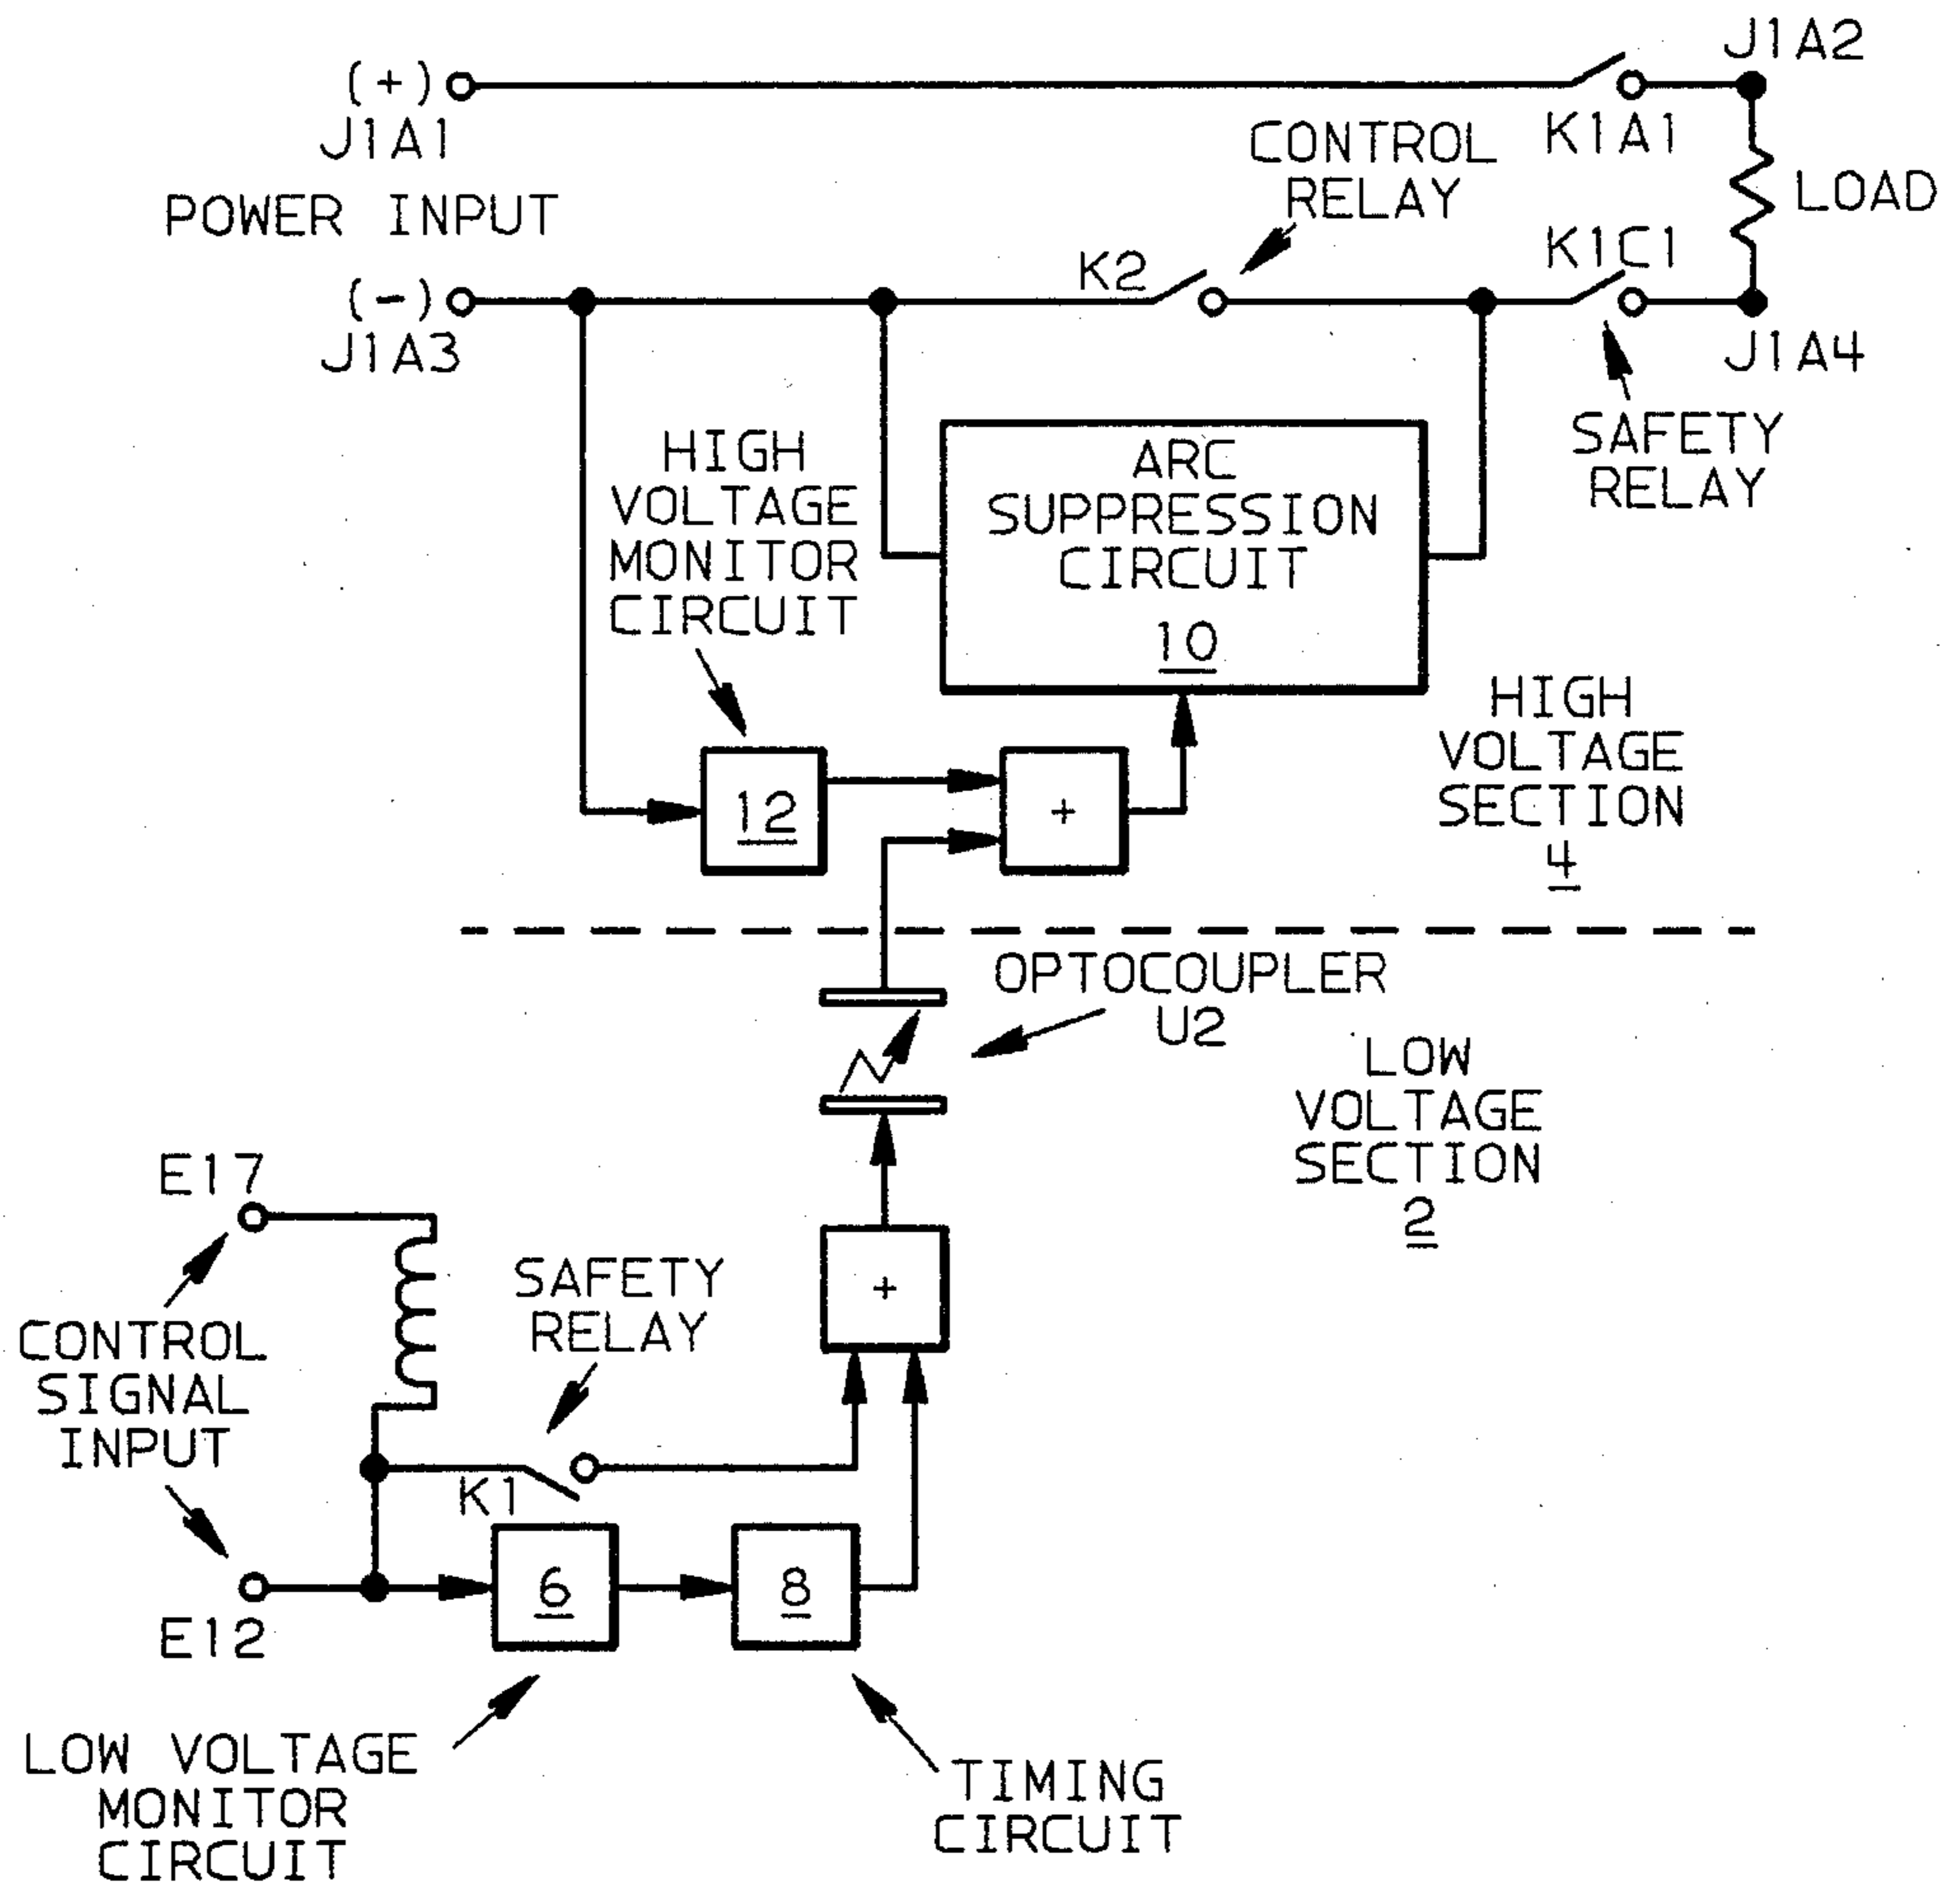 J1A2
(+)
J1A1
K1A1
CONTROL
RELAY
LOAD
POWER INPUT
K2
K1C1
(-)
J1A3
J1A4
SAFETY
RELAY
HIGH
VOLTAGE
MONITOR
CIRCUIT
ARC
SUPPRESSION
CIRCUIT
10
HIGH
VOLTAGE
SECTION
4
12
+
OPTOCOUPLER
U2
LOW
VOLTAGE
SECTION
2
E17
SAFETY
RELAY
+
CONTROL
SIGNAL
INPUT
K1
6
8
E12
LOW VOLTAGE
MONITOR
CIRCUIT
TIMING
CIRCUIT